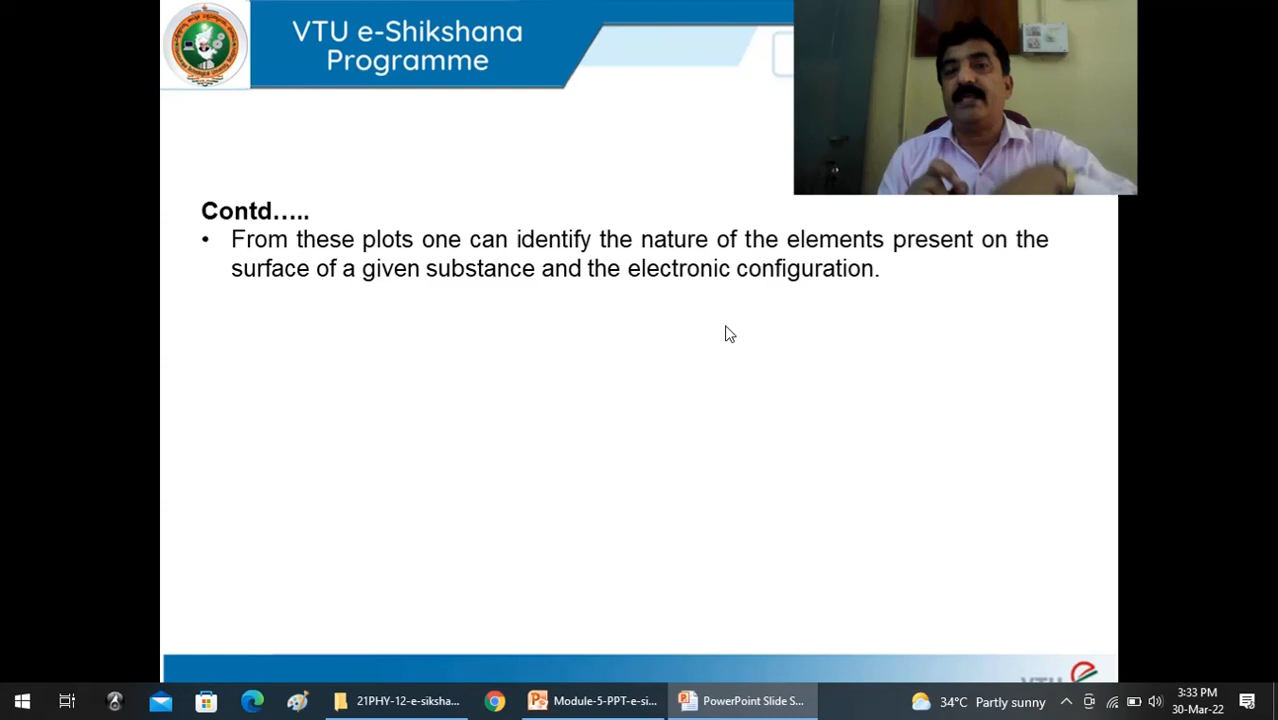 VTU e-Shikshana
Programme
Contd…..
• From these plots one can identify the nature of the elements present on the
surface of a given substance and the electronic configuration.
VTU
21PHY-12-e-siksha...
Module-5-PPT-e-si...
PowerPoint Slide S...
34°C Partly sunny
3:33 PM
30-Mar-22